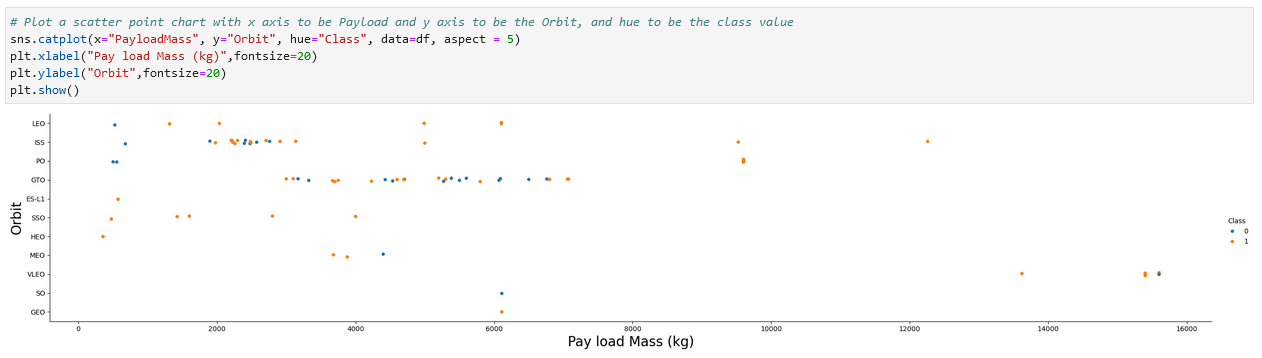 # Plot a scatter point chart with x axis to be Payload and y axis to be the Orbit, and hue to be the class value
sns.catplot(x="PayloadMass", y="Orbit", hue="Class", data=df, aspect = 5)
plt.xlabel("Pay load Mass (kg)",fontsize=20)
plt.ylabel("Orbit",fontsize=20)
plt.show()
LEO
ISS
PO
GTO
ES-L1
SSO
HEO
MEO
VLEO
SO
GEO
Orbit
0 2000 4000 6000 8000 10000 12000 14000 16000
Pay load Mass (kg)
Class
0
1